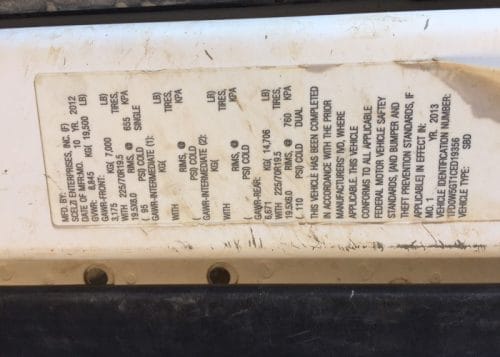 MFD. BY
SCELZI ENTERPRISES, INC. (F)
DATE OF MFR:MO. 10 YR. 2012
GVWR: 8,845 KG( 19,500 LB)
GAWR-FRONT:
3,175 KG( 7,000 LB)
WITH 225/70R19.5 TIRES,
19.5X6.0 RIMS,@ 655 KPA
( 95 PSI) COLD SINGLE
GAWR-INTERMEDIATE (1):
KG( LB)
WITH TIRES,
RIMS, @ KPA
( PSI) COLD
GAWR-INTERMEDIATE (2):
KG( LB)
WITH TIRES,
RIMS, @ KPA
( PSI) COLD
GAWR-REAR:
6,671 KG( 14,706 LB)
WITH 225/70R19.5 TIRES,
19.5X6.0 RIMS,@ 760 KPA
( 110 PSI) COLD DUAL
THIS VEHICLE HAS BEEN COMPLETED
IN ACCORDANCE WITH THE PRIOR
MANUFACTURERS' IVD, WHERE
APPLICABLE. THIS VEHICLE
CONFORMS TO ALL APPLICABLE
FEDERAL MOTOR VEHICLE SAFTEY
STANDARDS, [AND BUMPER AND
THEFT PREVENTION STANDARDS, IF
APPLICABLE] IN EFFECT IN:
MO. 1 YR. 2013
VEHICLE IDENTIFICATION NUMBER:
VEHICLE TYPE: SBD